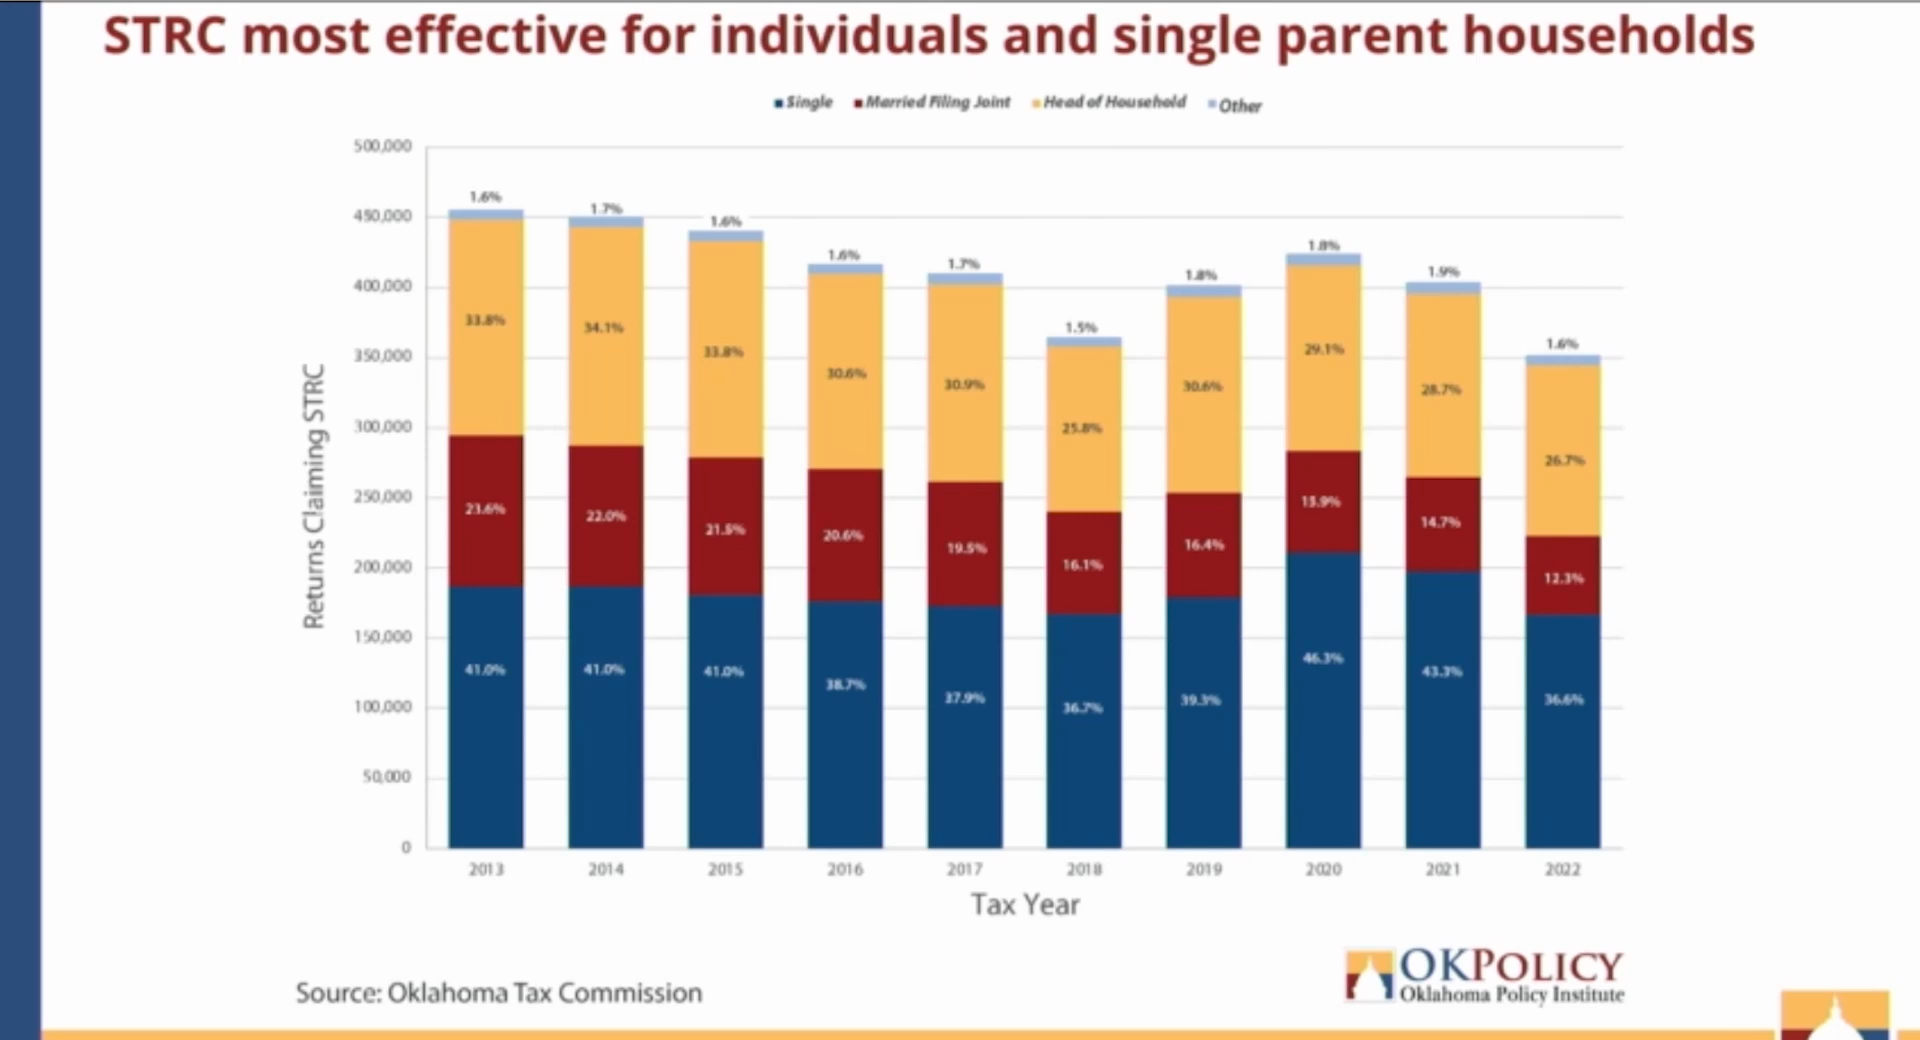 STRC most effective for individuals and single parent households
Single Married Filing Joint Head of Household Other
500,000
450,000
400,000
350,000
300,000
250,000
200,000
150,000
100,000
50,000
0
Returns Claiming STRC
1.6% 1.7% 1.6% 1.6% 1.7% 1.5% 1.8% 1.8% 1.9% 1.6%
33.8% 34.1% 33.8% 30.6% 30.9% 25.8% 30.6% 29.1% 28.7% 26.7%
23.6% 22.0% 21.5% 20.6% 19.5% 16.1% 16.4% 15.9% 14.7% 12.3%
41.0% 41.0% 41.0% 38.7% 37.9% 36.7% 39.3% 46.3% 43.3% 36.6%
2013 2014 2015 2016 2017 2018 2019 2020 2021 2022
Tax Year
Source: Oklahoma Tax Commission
OKPOLICY
Oklahoma Policy Institute